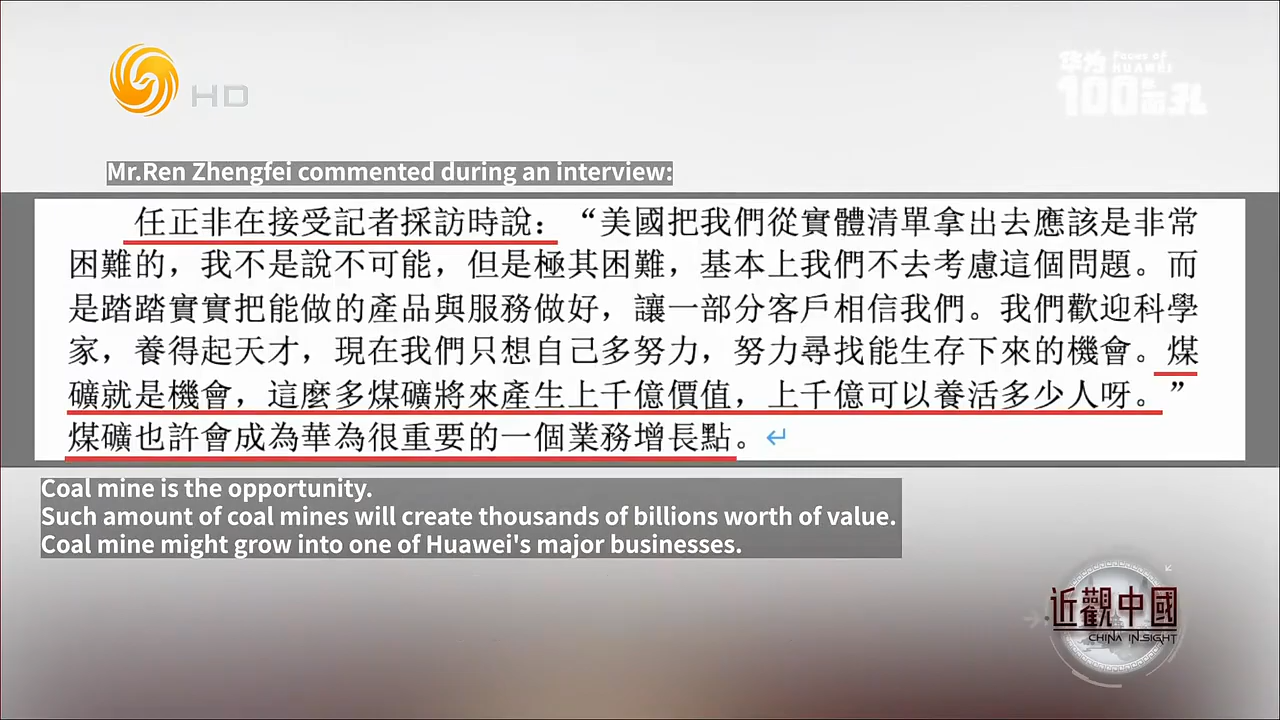 HD
华为 Faces of HUAWEI
100张面孔
Mr.Ren Zhengfei commented during an interview:
任正非在接受記者採訪時說：“美國把我們從實體清單拿出去應該是非常
困難的，我不是說不可能，但是極其困難，基本上我們不去考慮這個問題。而
是踏踏實實把能做的產品與服務做好，讓一部分客戶相信我們。我們歡迎科學
家，養得起天才，現在我們只想自己多努力，努力尋找能生存下來的機會。煤
礦就是機會，這麼多煤礦將來產生上千億價值，上千億可以養活多少人呀。”
煤礦也許會成為華為很重要的一個業務增長點。
Coal mine is the opportunity.
Such amount of coal mines will create thousands of billions worth of value.
Coal mine might grow into one of Huawei's major businesses.
近觀中國
CHINA INSIGHT